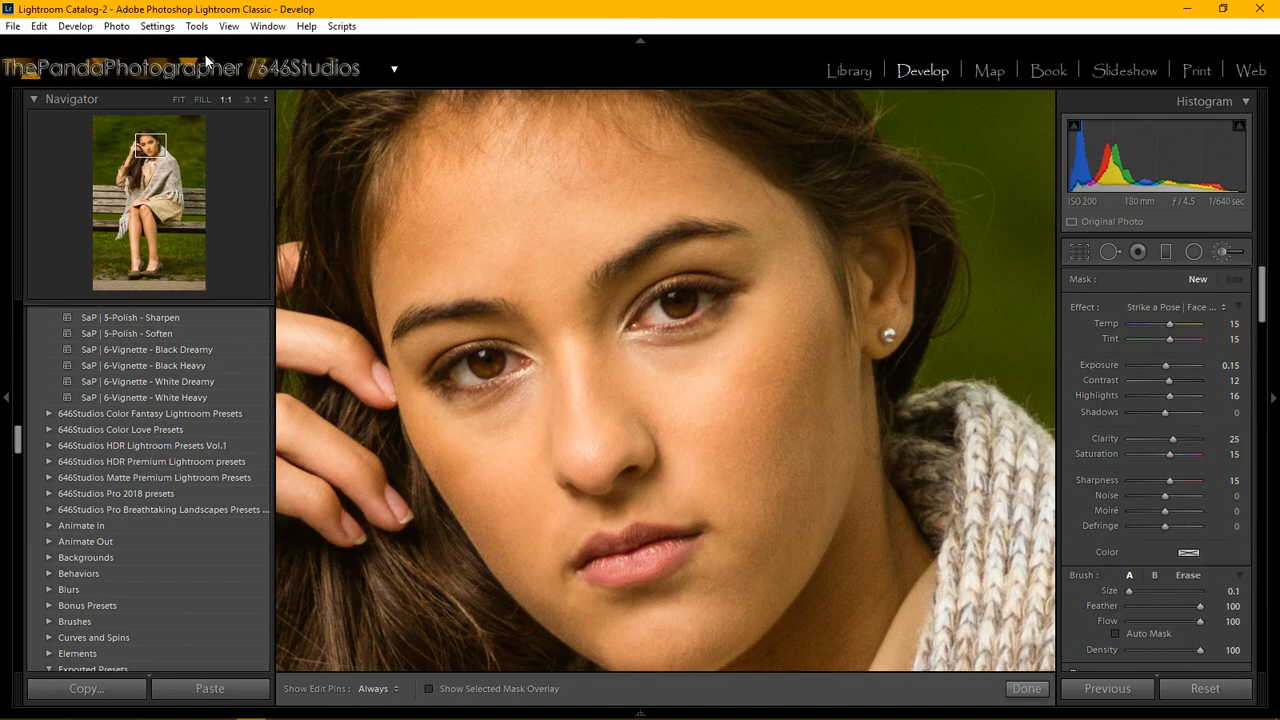 Lightroom Catalog-2 - Adobe Photoshop Lightroom Classic - Develop
File Edit Develop Photo Settings Tools View Window Help Scripts
ThePandaPhotographer /646Studios
Library Develop Map Book Slideshow Print Web
Navigator FIT FILL 1:1 3:1
SaP | 5-Polish - Sharpen
SaP | 5-Polish - Soften
SaP | 6-Vignette - Black Dreamy
SaP | 6-Vignette - Black Heavy
SaP | 6-Vignette - White Dreamy
SaP | 6-Vignette - White Heavy
646Studios Color Fantasy Lightroom Presets
646Studios Color Love Presets
646Studios HDR Lightroom Presets Vol.1
646Studios HDR Premium Lightroom presets
646Studios Matte Premium Lightroom Presets
646Studios Pro 2018 presets
646Studios Pro Breathtaking Landscapes Presets ...
Animate In
Animate Out
Backgrounds
Behaviors
Blurs
Bonus Presets
Brushes
Curves and Spins
Elements
Exported Presets
Copy... Paste
Show Edit Pins : Always Show Selected Mask Overlay Done
Histogram
ISO 200 180 mm ƒ / 4.5 1/640 sec
Original Photo
Mask : New Edit
Effect : Strike a Pose | Face ...
Temp 15
Tint 15
Exposure 0.15
Contrast 12
Highlights 16
Shadows 0
Clarity 25
Saturation 15
Sharpness 15
Noise 0
Moiré 0
Defringe 0
Color
Brush : A B Erase
Size 0.1
Feather 100
Flow 100
Auto Mask
Density 100
Previous Reset